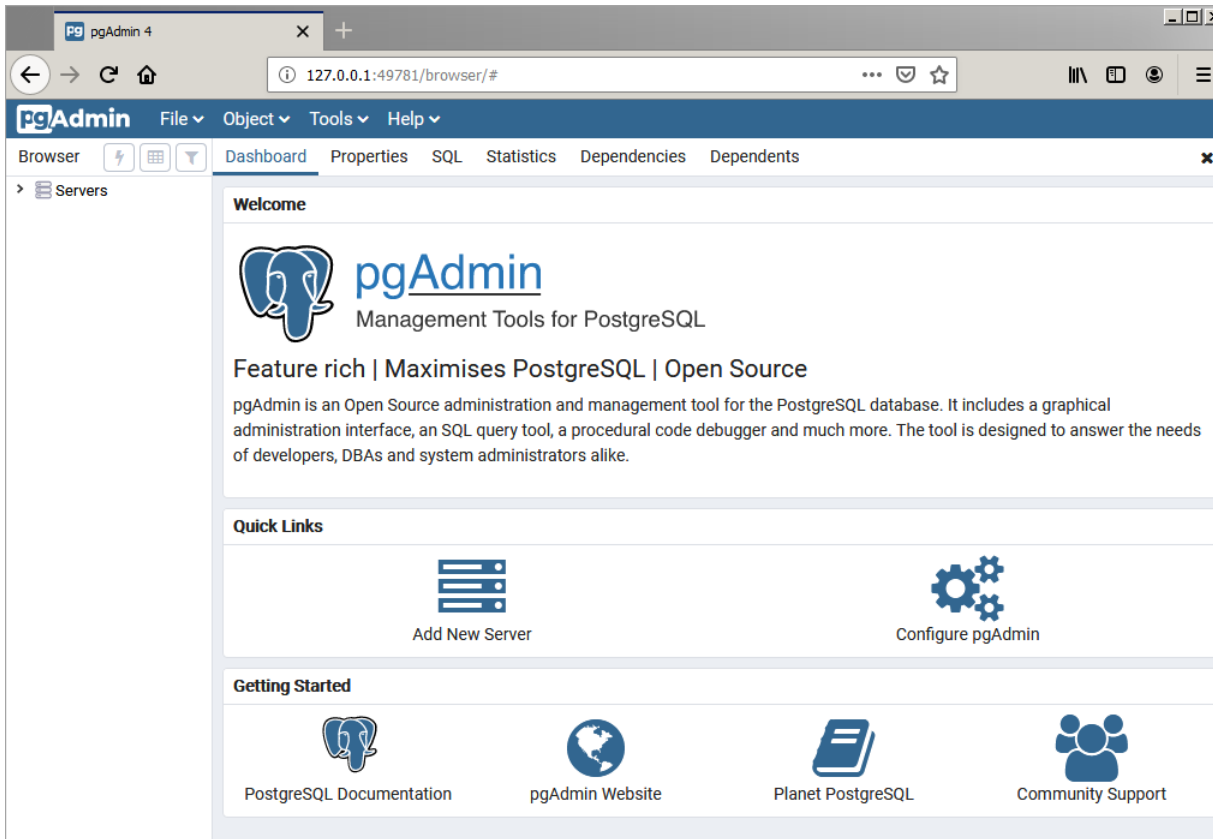 pgAdmin 4
127.0.0.1:49781/browser/#
pgAdmin File Object Tools Help
Browser Dashboard Properties SQL Statistics Dependencies Dependents
Servers
Welcome
pgAdmin
Management Tools for PostgreSQL
Feature rich | Maximises PostgreSQL | Open Source
pgAdmin is an Open Source administration and management tool for the PostgreSQL database. It includes a graphical
administration interface, an SQL query tool, a procedural code debugger and much more. The tool is designed to answer the needs
of developers, DBAs and system administrators alike.
Quick Links
Add New Server Configure pgAdmin
Getting Started
PostgreSQL Documentation pgAdmin Website Planet PostgreSQL Community Support